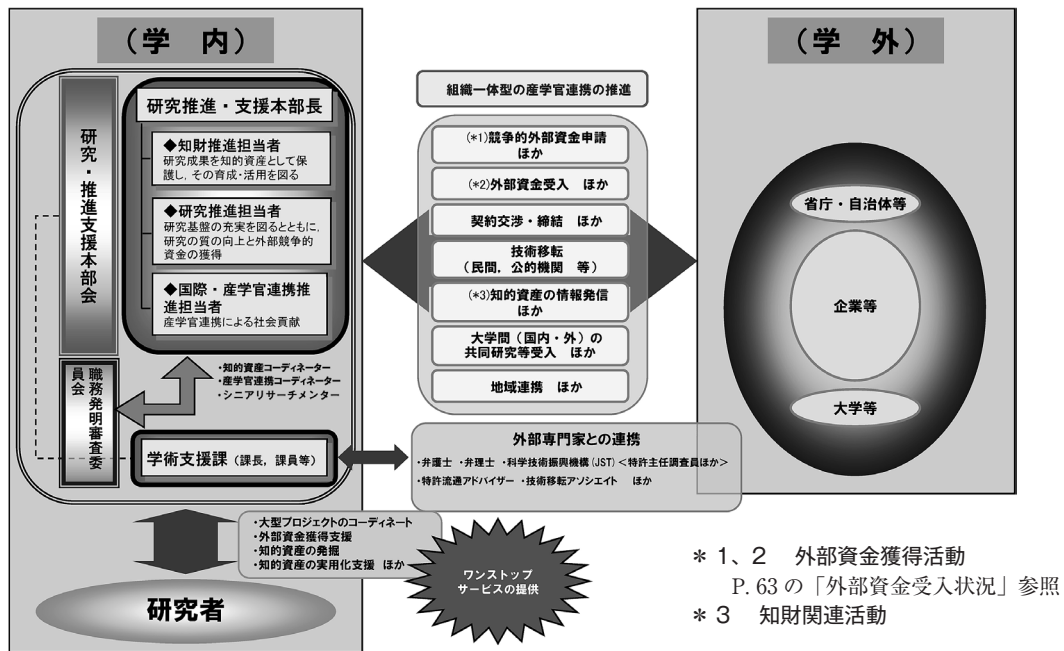 （学　内）
研究・推進支援本部会
研究推進・支援本部長
◆知財推進担当者
研究成果を知的資産として保
護し，その育成・活用を図る
◆研究推進担当者
研究基盤の充実を図るとともに，
研究の質の向上と外部競争的
資金の獲得
◆国際・産学官連携推
進担当者
産学官連携による社会貢献
職務発明審査委
員会
・知的資産コーディネーター
・産学官連携コーディネーター
・シニアリサーチメンター
学術支援課（課長，課員等）
・大型プロジェクトのコーディネート
・外部資金獲得支援
・知的資産の発掘
・知的資産の実用化支援　ほか
研究者
組織一体型の産学官連携の推進
(*1)競争的外部資金申請
ほか
(*2)外部資金受入　ほか
契約交渉・締結　ほか
技術移転
（民間，公的機関　等）
(*3)知的資産の情報発信
ほか
大学間（国内・外）の
共同研究等受入　ほか
地域連携　ほか
外部専門家との連携
・弁護士 ・弁理士 ・科学技術振興機構(JST) ＜特許主任調査員ほか＞
・特許流通アドバイザー ・技術移転アソシエイト　ほか
ワンストップ
サービスの提供
（学　外）
省庁・自治体等
企業等
大学等
＊ 1、2　外部資金獲得活動
P. 63 の「外部資金受入状況」参照
＊ 3　知財関連活動